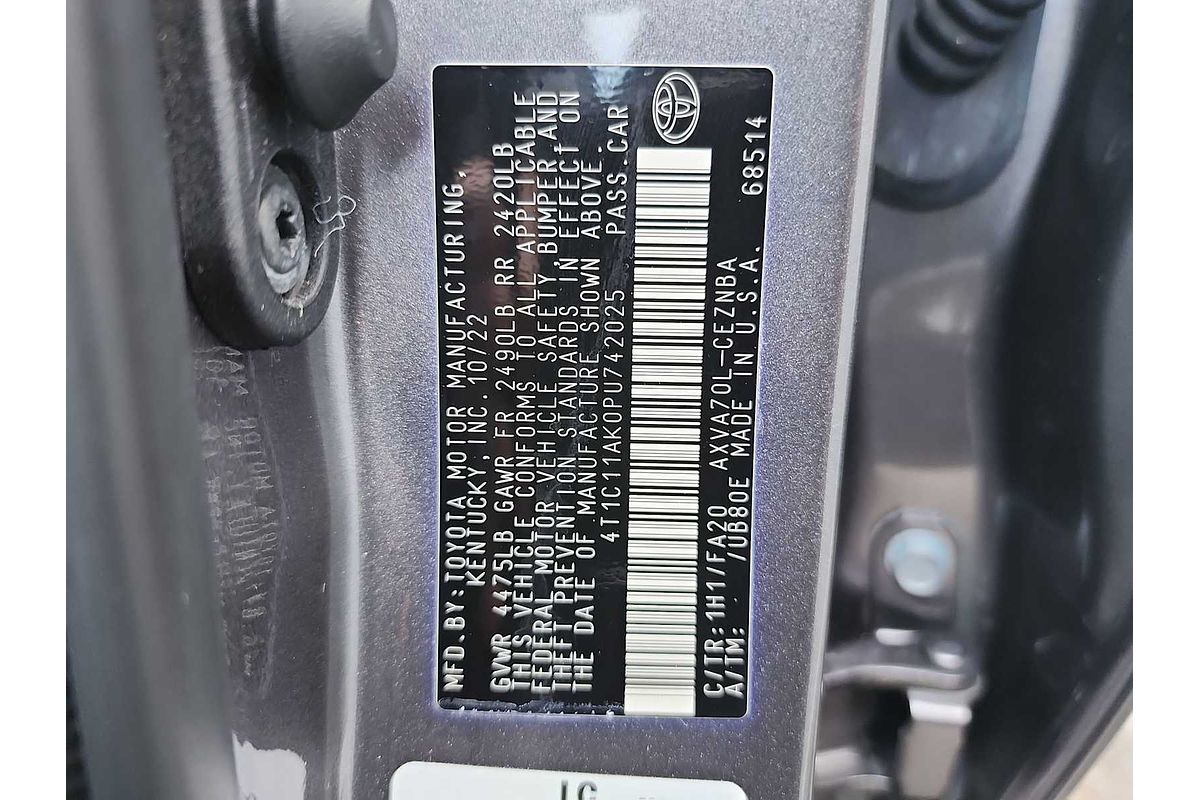 MFD.BY:TOYOTA MOTOR MANUFACTURING,
KENTUCKY,INC.10/22
GVWR 4475LB GAWR FR 2490LB RR 2420LB
THIS VEHICLE CONFORMS TO ALL APPLICABLE
FEDERAL MOTOR VEHICLE SAFETY,BUMPER,AND
THEFT PREVENTION STANDARDS IN EFFECT ON
THE DATE OF MANUFACTURE SHOWN ABOVE.
4T1C11AK0PU742025 PASS.CAR
C/TR:1H1/FA20 AXVA70L-CEZNBA
A/TM: /UB80E MADE IN U.S.A. 68514